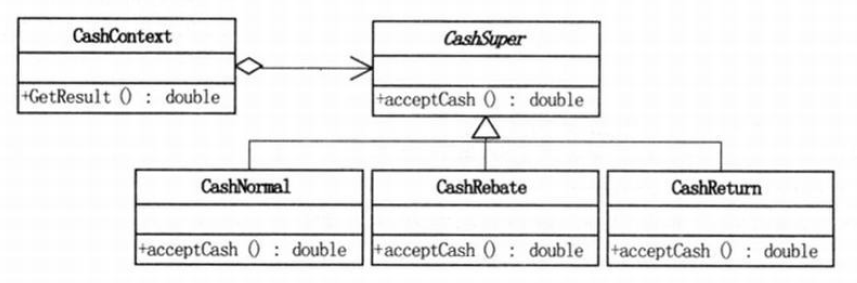 CashContext
+GetResult () : double
CashSuper
+acceptCash () : double
CashNormal
+acceptCash () : double
CashRebate
+acceptCash () : double
CashReturn
+acceptCash () : double